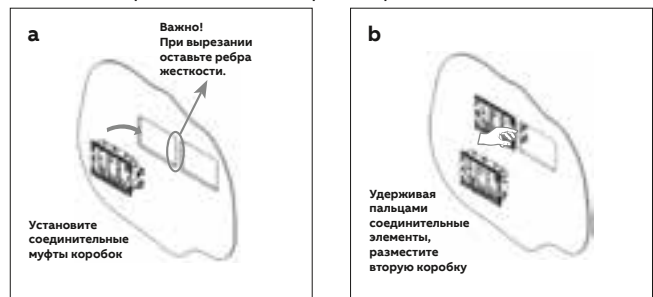 a
Важно!
При вырезании
оставьте ребра
жесткости.
Установите
соединительные
муфты коробок
b
Удерживая
пальцами
соединительные
элементы,
разместите
вторую коробку